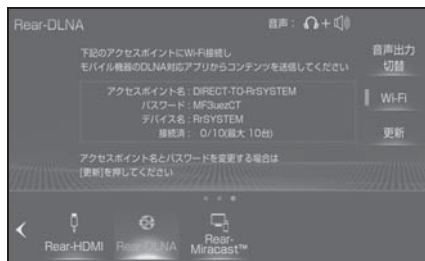 Rear-DLNA
音声：
下記のアクセスポイントにWi-Fi接続し
モバイル機器のDLNA対応アプリからコンテンツを送信してください
アクセスポイント名：DIRECT-TO-RrSYSTEM
パスワード：MF3uezCT
デバイス名：RrSYSTEM
接続済：0/10(最大 10台)
アクセスポイント名とパスワードを変更する場合は
[更新]を押してください
音声出力
切替
Wi-Fi
更新
Rear-HDMI
Rear-DLNA
Rear-
Miracast™